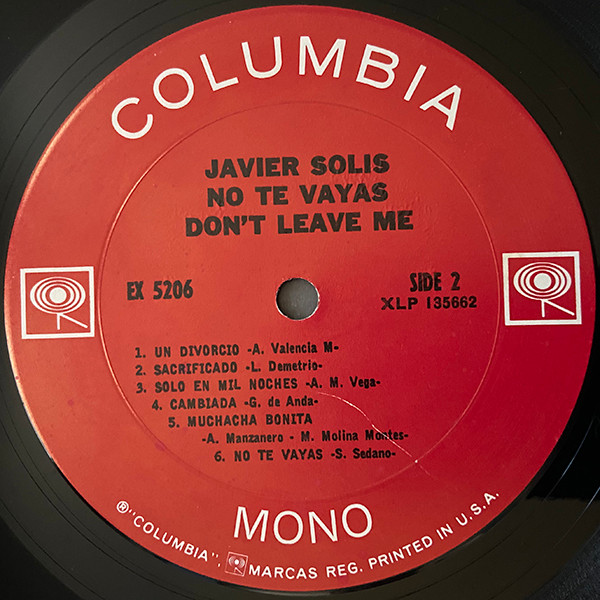 COLUMBIA
JAVIER SOLIS
NO TE VAYAS
DON'T LEAVE ME
EX 5206
SIDE 2
XLP 135662
1. UN DIVORCIO -A. Valencia M-
2. SACRIFICADO -L. Demetrio-
3. SOLO EN MIL NOCHES -A. M. Vega-
4. CAMBIADA -G. de Anda-
5. MUCHACHA BONITA
-A. Manzanero - M. Molina Montes-
6. NO TE VAYAS -S. Sedano-
MONO
®"COLUMBIA", MARCAS REG. PRINTED IN U.S.A.